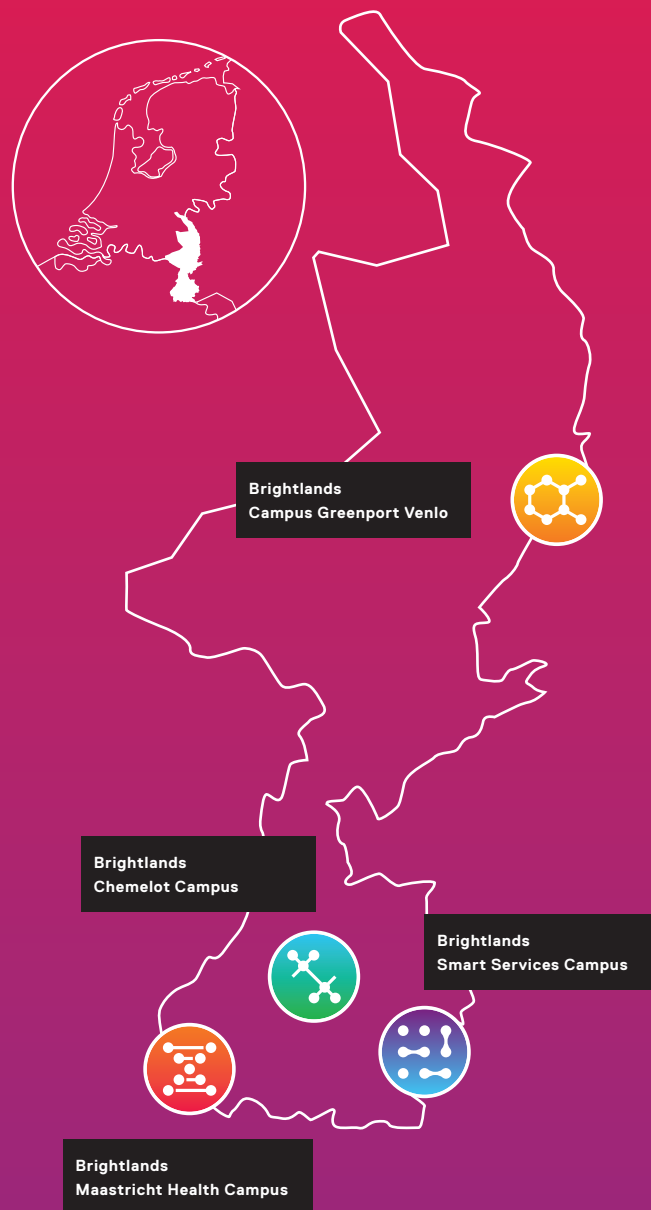 Brightlands
Campus Greenport Venlo
Brightlands
Chemelot Campus
Brightlands
Smart Services Campus
Brightlands
Maastricht Health Campus